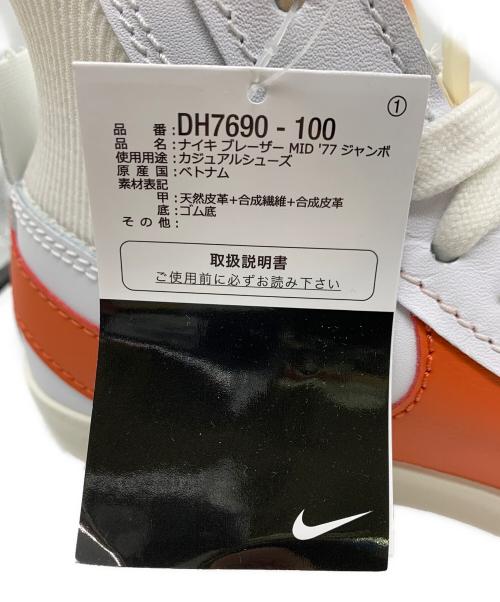 ①
品 番：DH7690 - 100
品 名：ナイキ ブレーザー MID '77 ジャンボ
使用用途：カジュアルシューズ
原 産 国：ベトナム
素材表記
甲：天然皮革+合成繊維+合成皮革
底：ゴム底
そ の 他：
取扱説明書
ご使用前に必ずお読み下さい